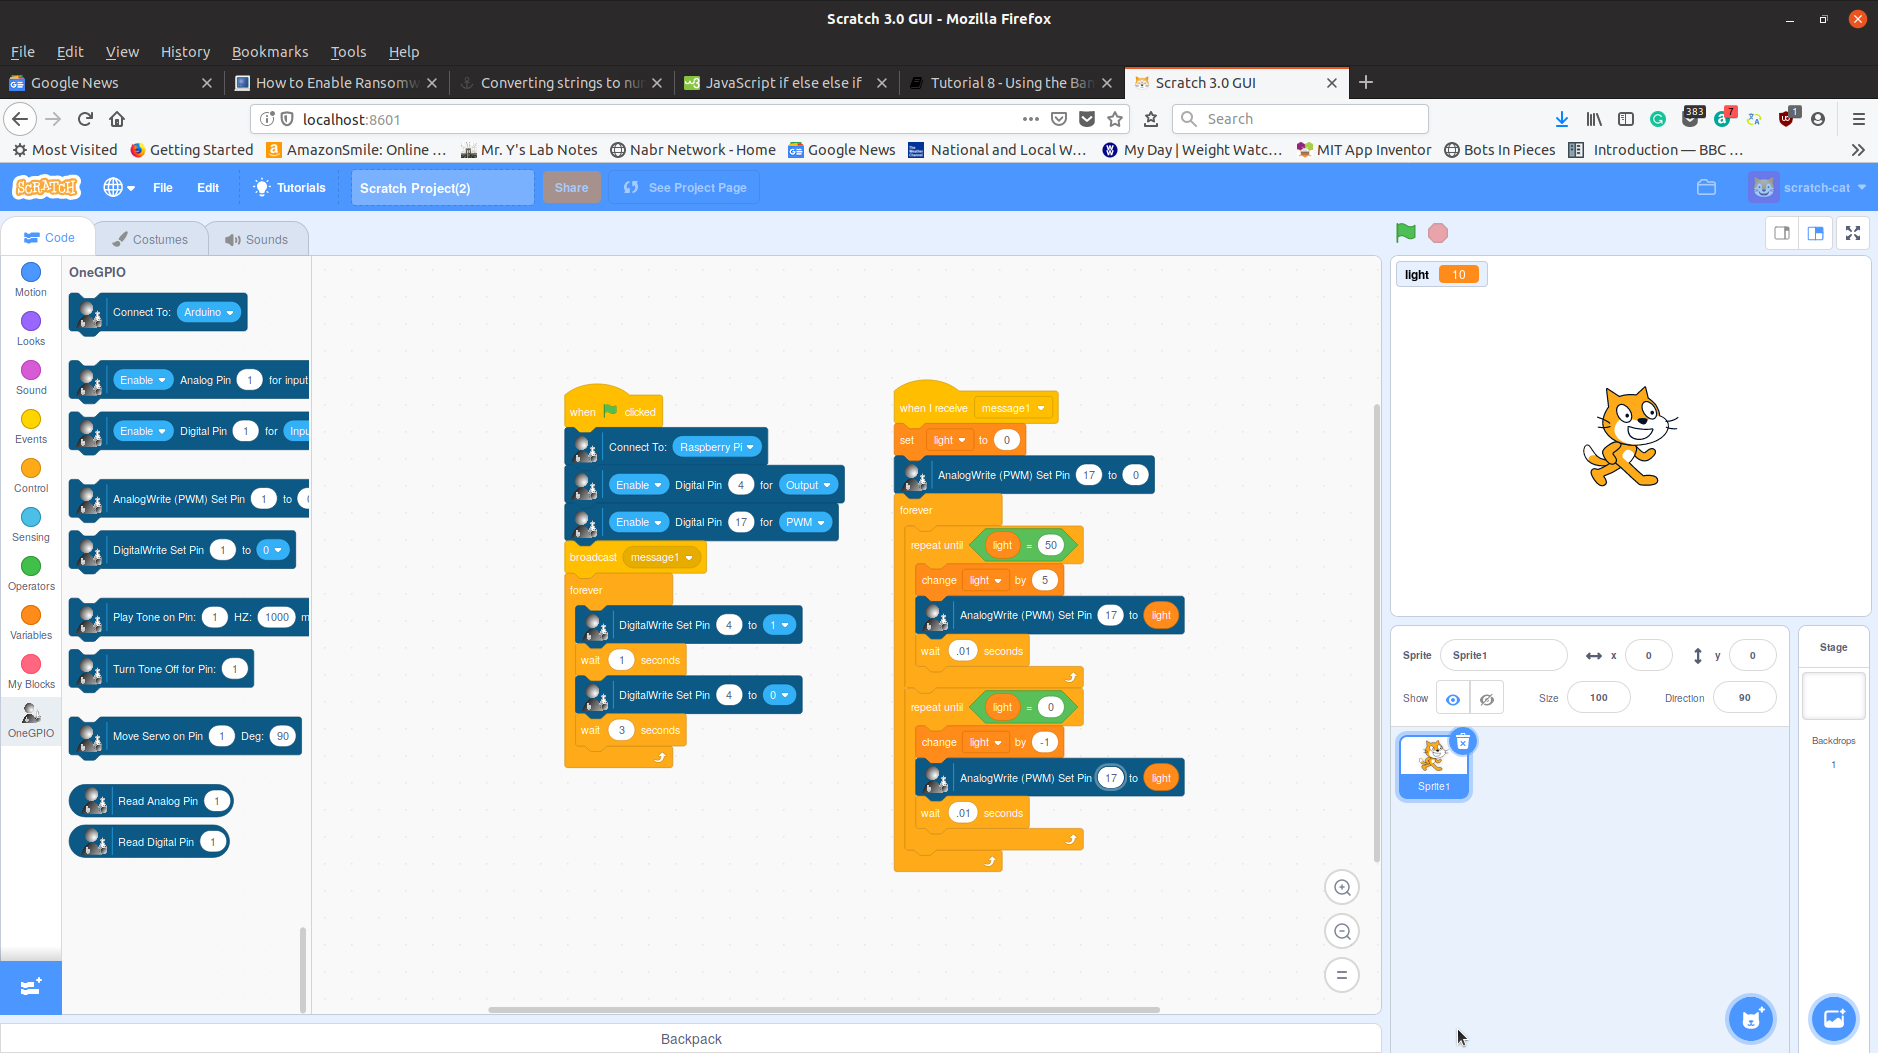 Scratch 3.0 GUI - Mozilla Firefox
File Edit View History Bookmarks Tools Help
Google News
How to Enable Ransomw
Converting strings to nu
JavaScript if else else if
Tutorial 8 - Using the Ban
Scratch 3.0 GUI
localhost:8601
Search
383
7
1
Most Visited
Getting Started
AmazonSmile: Online …
Mr. Y's Lab Notes
Nabr Network - Home
Google News
National and Local W…
My Day | Weight Watc…
MIT App Inventor
Bots In Pieces
Introduction — BBC …
SCRATCH
File
Edit
Tutorials
Scratch Project(2)
Share
See Project Page
scratch-cat
Code
Costumes
Sounds
Motion
Looks
Sound
Events
Control
Sensing
Operators
Variables
My Blocks
OneGPIO
OneGPIO
Connect To: Arduino
Enable Analog Pin 1 for input
Enable Digital Pin 1 for Inpu
AnalogWrite (PWM) Set Pin 1 to
DigitalWrite Set Pin 1 to 0
Play Tone on Pin: 1 HZ: 1000 m
Turn Tone Off for Pin: 1
Move Servo on Pin 1 Deg: 90
Read Analog Pin 1
Read Digital Pin 1
when clicked
Connect To: Raspberry Pi
Enable Digital Pin 4 for Output
Enable Digital Pin 17 for PWM
broadcast message1
forever
DigitalWrite Set Pin 4 to 1
wait 1 seconds
DigitalWrite Set Pin 4 to 0
wait 3 seconds
when I receive message1
set light to 0
AnalogWrite (PWM) Set Pin 17 to 0
forever
repeat until light = 50
change light by 5
AnalogWrite (PWM) Set Pin 17 to light
wait .01 seconds
repeat until light = 0
change light by -1
AnalogWrite (PWM) Set Pin 17 to light
wait .01 seconds
light 10
Sprite Sprite1 x 0 y 0
Show Size 100 Direction 90
Sprite1
Stage
Backdrops
1
Backpack